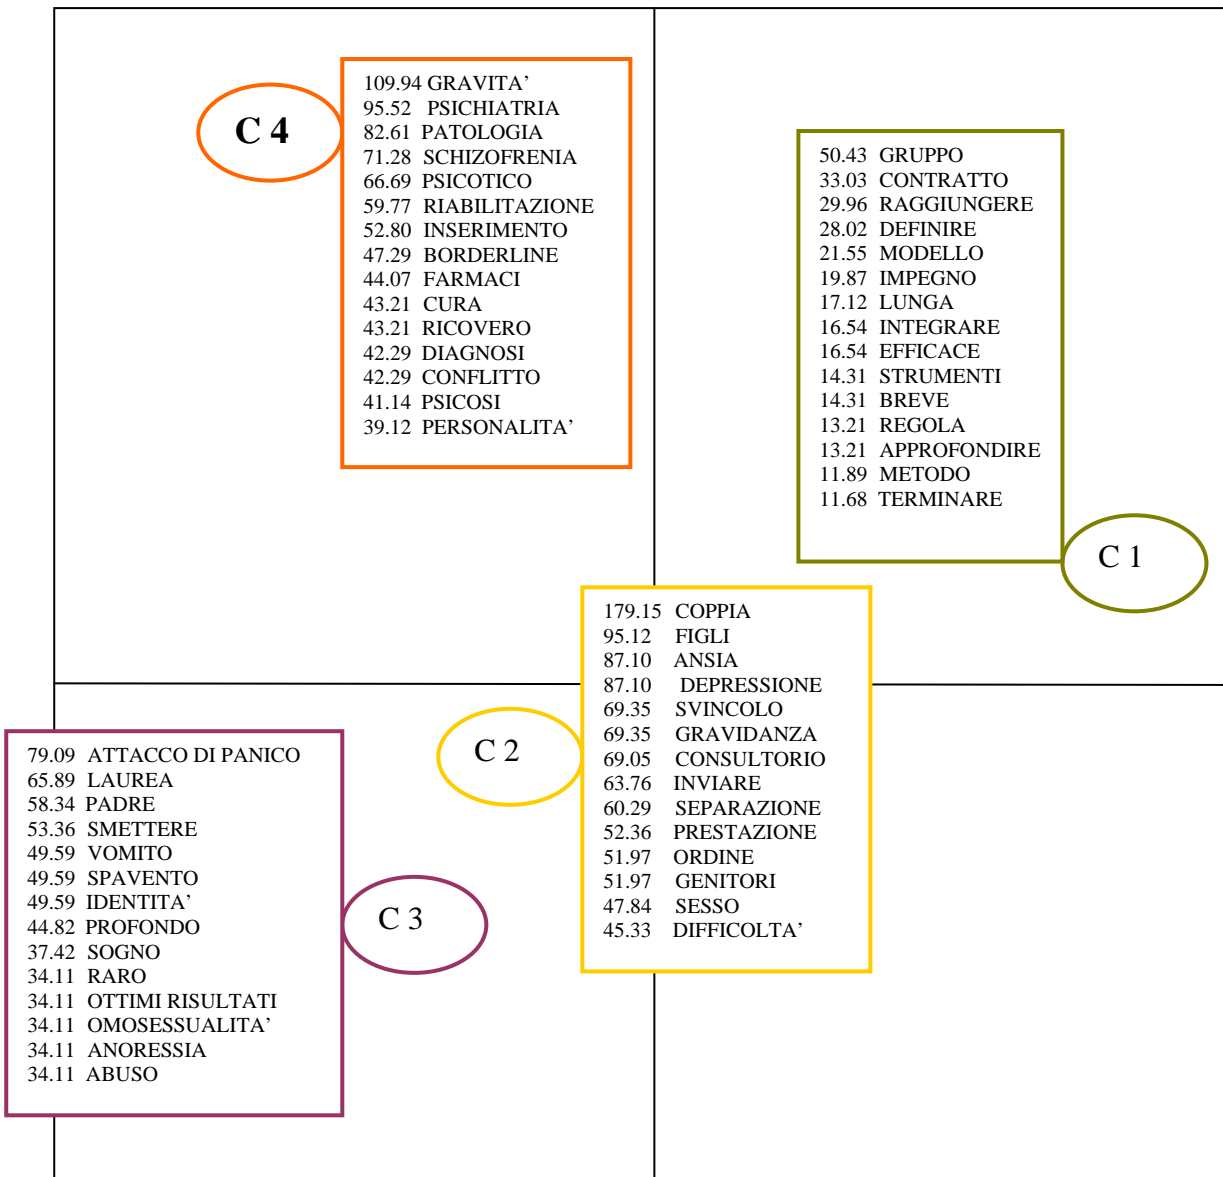 C 4
109.94 GRAVITA’
95.52 PSICHIATRIA
82.61 PATOLOGIA
71.28 SCHIZOFRENIA
66.69 PSICOTICO
59.77 RIABILITAZIONE
52.80 INSERIMENTO
47.29 BORDERLINE
44.07 FARMACI
43.21 CURA
43.21 RICOVERO
42.29 DIAGNOSI
42.29 CONFLITTO
41.14 PSICOSI
39.12 PERSONALITA’
50.43 GRUPPO
33.03 CONTRATTO
29.96 RAGGIUNGERE
28.02 DEFINIRE
21.55 MODELLO
19.87 IMPEGNO
17.12 LUNGA
16.54 INTEGRARE
16.54 EFFICACE
14.31 STRUMENTI
14.31 BREVE
13.21 REGOLA
13.21 APPROFONDIRE
11.89 METODO
11.68 TERMINARE
C 1
C 2
179.15 COPPIA
95.12 FIGLI
87.10 ANSIA
87.10 DEPRESSIONE
69.35 SVINCOLO
69.35 GRAVIDANZA
69.05 CONSULTORIO
63.76 INVIARE
60.29 SEPARAZIONE
52.36 PRESTAZIONE
51.97 ORDINE
51.97 GENITORI
47.84 SESSO
45.33 DIFFICOLTA’
79.09 ATTACCO DI PANICO
65.89 LAUREA
58.34 PADRE
53.36 SMETTERE
49.59 VOMITO
49.59 SPAVENTO
49.59 IDENTITA’
44.82 PROFONDO
37.42 SOGNO
34.11 RARO
34.11 OTTIMI RISULTATI
34.11 OMOSESSUALITA’
34.11 ANORESSIA
34.11 ABUSO
C 3